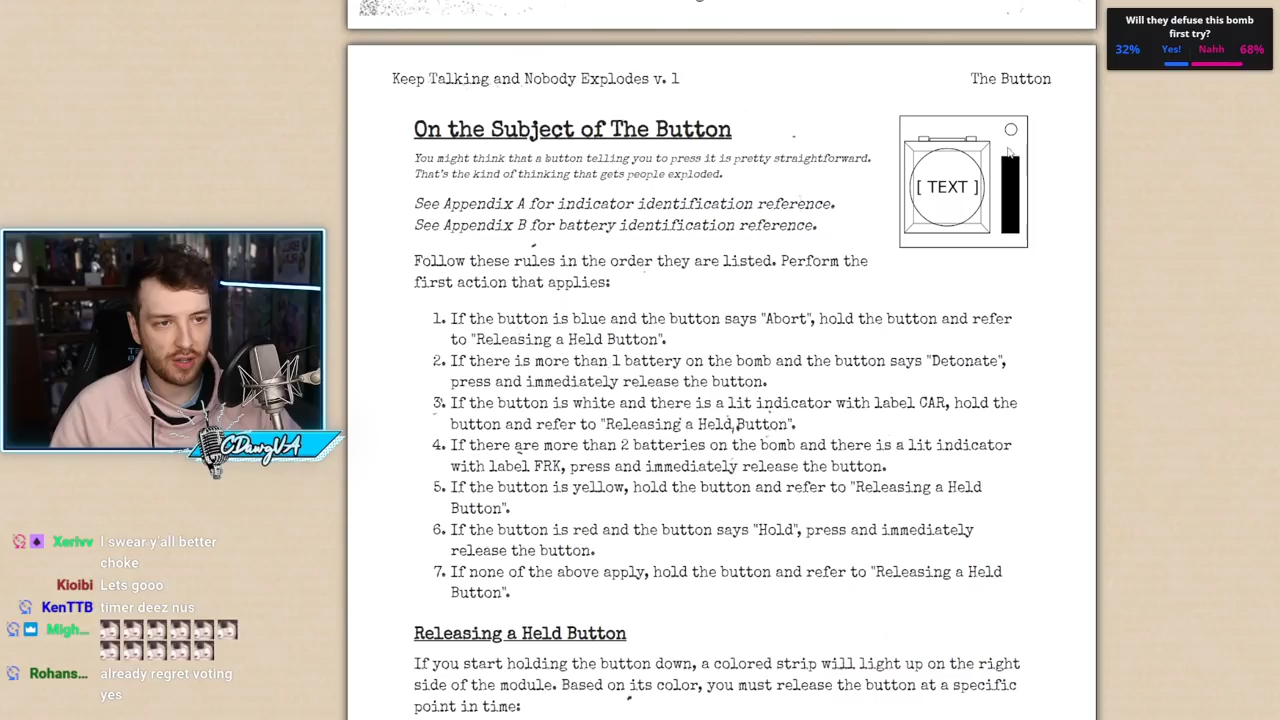 Will they defuse this bomb
first try?
32% Yes! Nahh 68%
Keep Talking and Nobody Explodes v. 1
The Button
On the Subject of The Button
You might think that a button telling you to press it is pretty straightforward.
That's the kind of thinking that gets people exploded.
See Appendix A for indicator identification reference.
See Appendix B for battery identification reference.
[ TEXT ]
Follow these rules in the order they are listed. Perform the
first action that applies:
1. If the button is blue and the button says "Abort", hold the button and refer
to "Releasing a Held Button".
2. If there is more than 1 battery on the bomb and the button says "Detonate",
press and immediately release the button.
3. If the button is white and there is a lit indicator with label CAR, hold the
button and refer to "Releasing a Held Button".
4. If there are more than 2 batteries on the bomb and there is a lit indicator
with label FRK, press and immediately release the button.
5. If the button is yellow, hold the button and refer to "Releasing a Held
Button".
6. If the button is red and the button says "Hold", press and immediately
release the button.
7. If none of the above apply, hold the button and refer to "Releasing a Held
Button".
Releasing a Held Button
If you start holding the button down, a colored strip will light up on the right
side of the module. Based on its color, you must release the button at a specific
point in time:
CDawgVA
Xerivv I swear y'all better
choke
Kioibi Lets gooo
KenTTB timer deez nus
Migh...
Rohans... already regret voting
yes